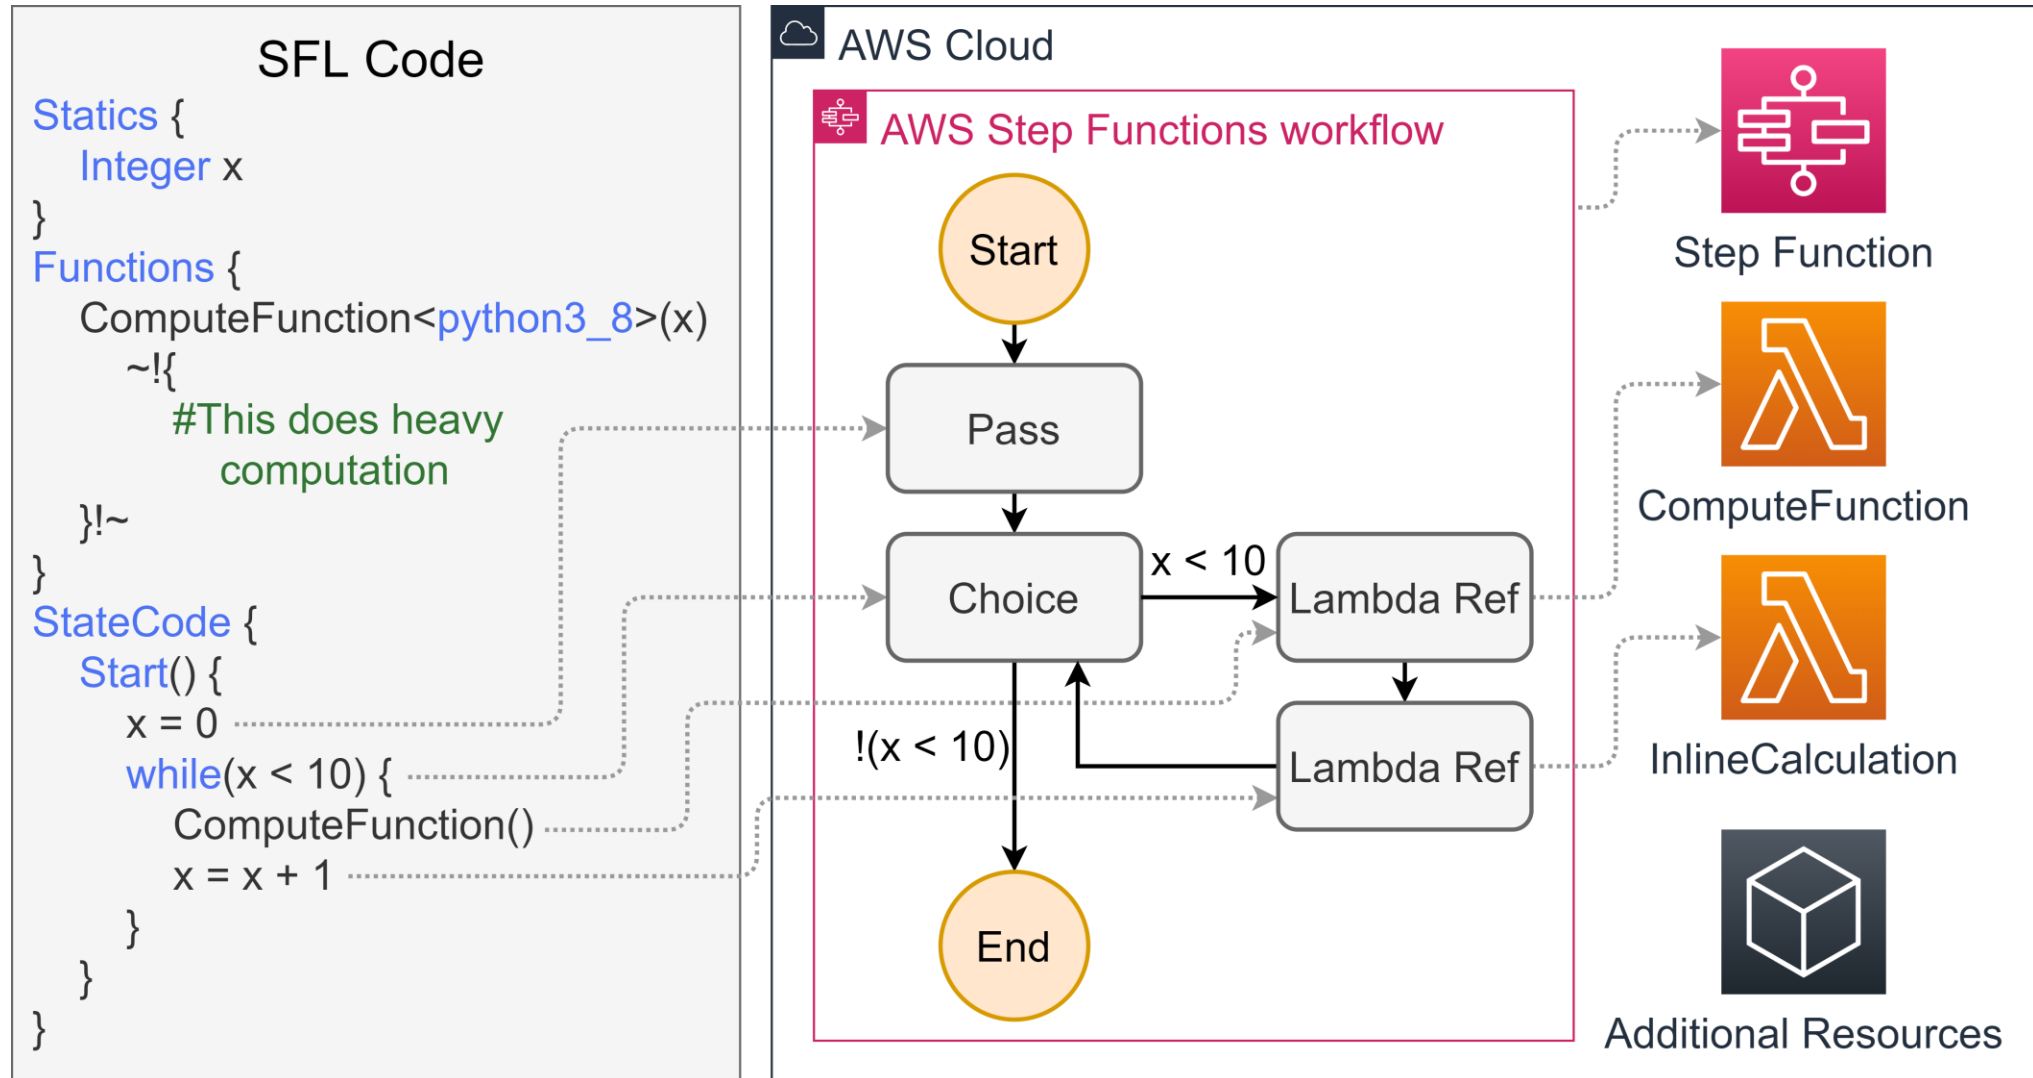 SFL Code
Statics {
Integer x
}
Functions {
ComputeFunction<python3_8>(x)
~!{
#This does heavy
computation
}!~
}
StateCode {
Start() {
x = 0
while(x < 10) {
ComputeFunction()
x = x + 1
}
}
}
AWS Cloud
AWS Step Functions workflow
Start
Pass
Choice
x < 10
Lambda Ref
!(x < 10)
Lambda Ref
End
Step Function
ComputeFunction
InlineCalculation
Additional Resources